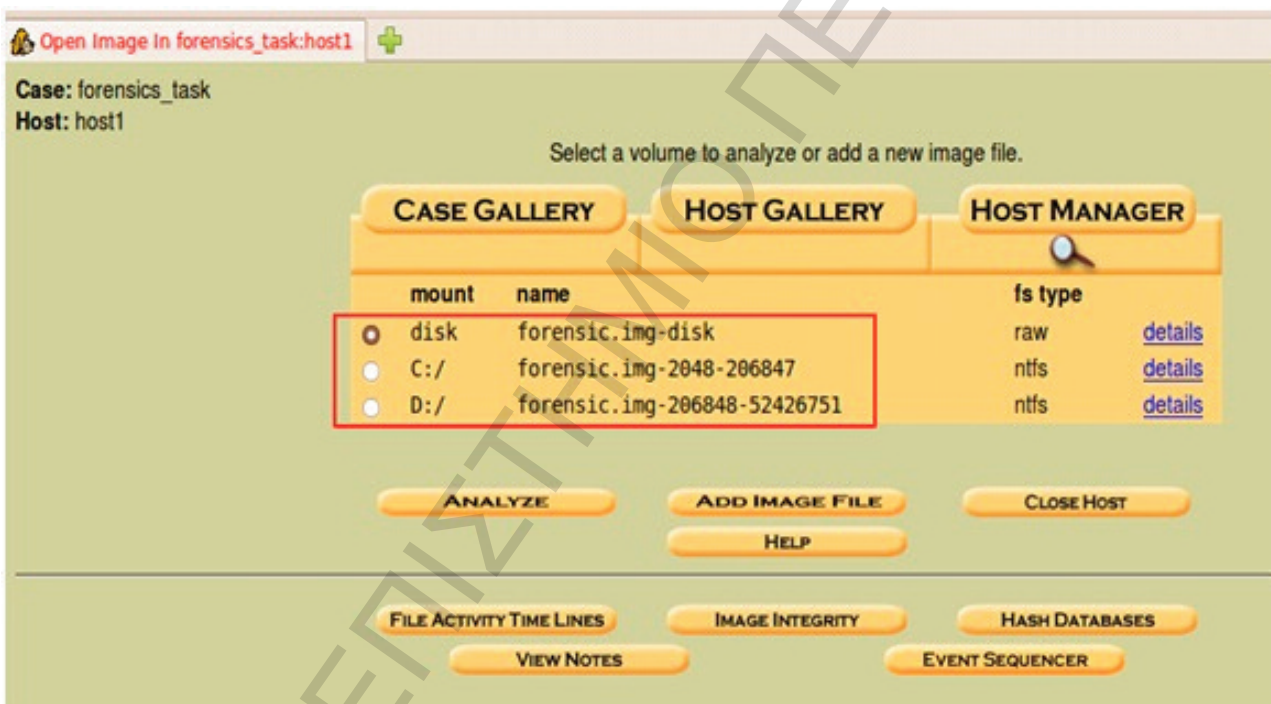 Open Image In forensics_task:host1
Case: forensics_task
Host: host1
Select a volume to analyze or add a new image file.
CASE GALLERY HOST GALLERY HOST MANAGER
mount name fs type
disk forensic.img-disk raw details
C:/ forensic.img-2048-206847 ntfs details
D:/ forensic.img-206848-52426751 ntfs details
ANALYZE ADD IMAGE FILE CLOSE HOST
HELP
FILE ACTIVITY TIME LINES IMAGE INTEGRITY HASH DATABASES
VIEW NOTES EVENT SEQUENCER